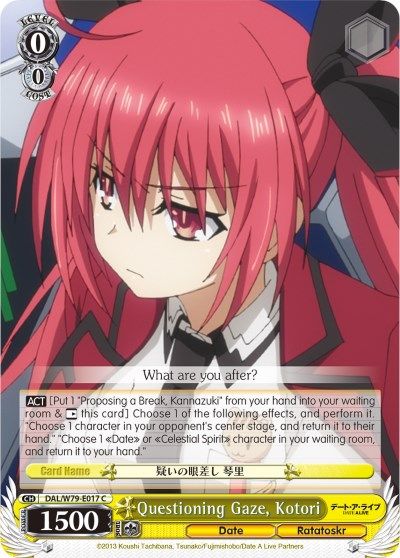 LEVEL
0
0
COST
What are you after?
ACT [Put 1 "Proposing a Break, Kannazuki" from your hand into your waiting
room & this card] Choose 1 of the following effects, and perform it.
"Choose 1 character in your opponent's center stage, and return it to their
hand." "Choose 1 «Date» or «Celestial Spirit» character in your waiting room,
and return it to your hand."
Card Name 疑いの眼差し 琴里
CH DAL/W79-E017 C
POWER 1500
Questioning Gaze, Kotori
デート・ア・ライブ
DATE A LIVE
Date Ratatoskr
©2013 Koushi Tachibana, Tsunako/Fujimishobo/Date A Live Partners